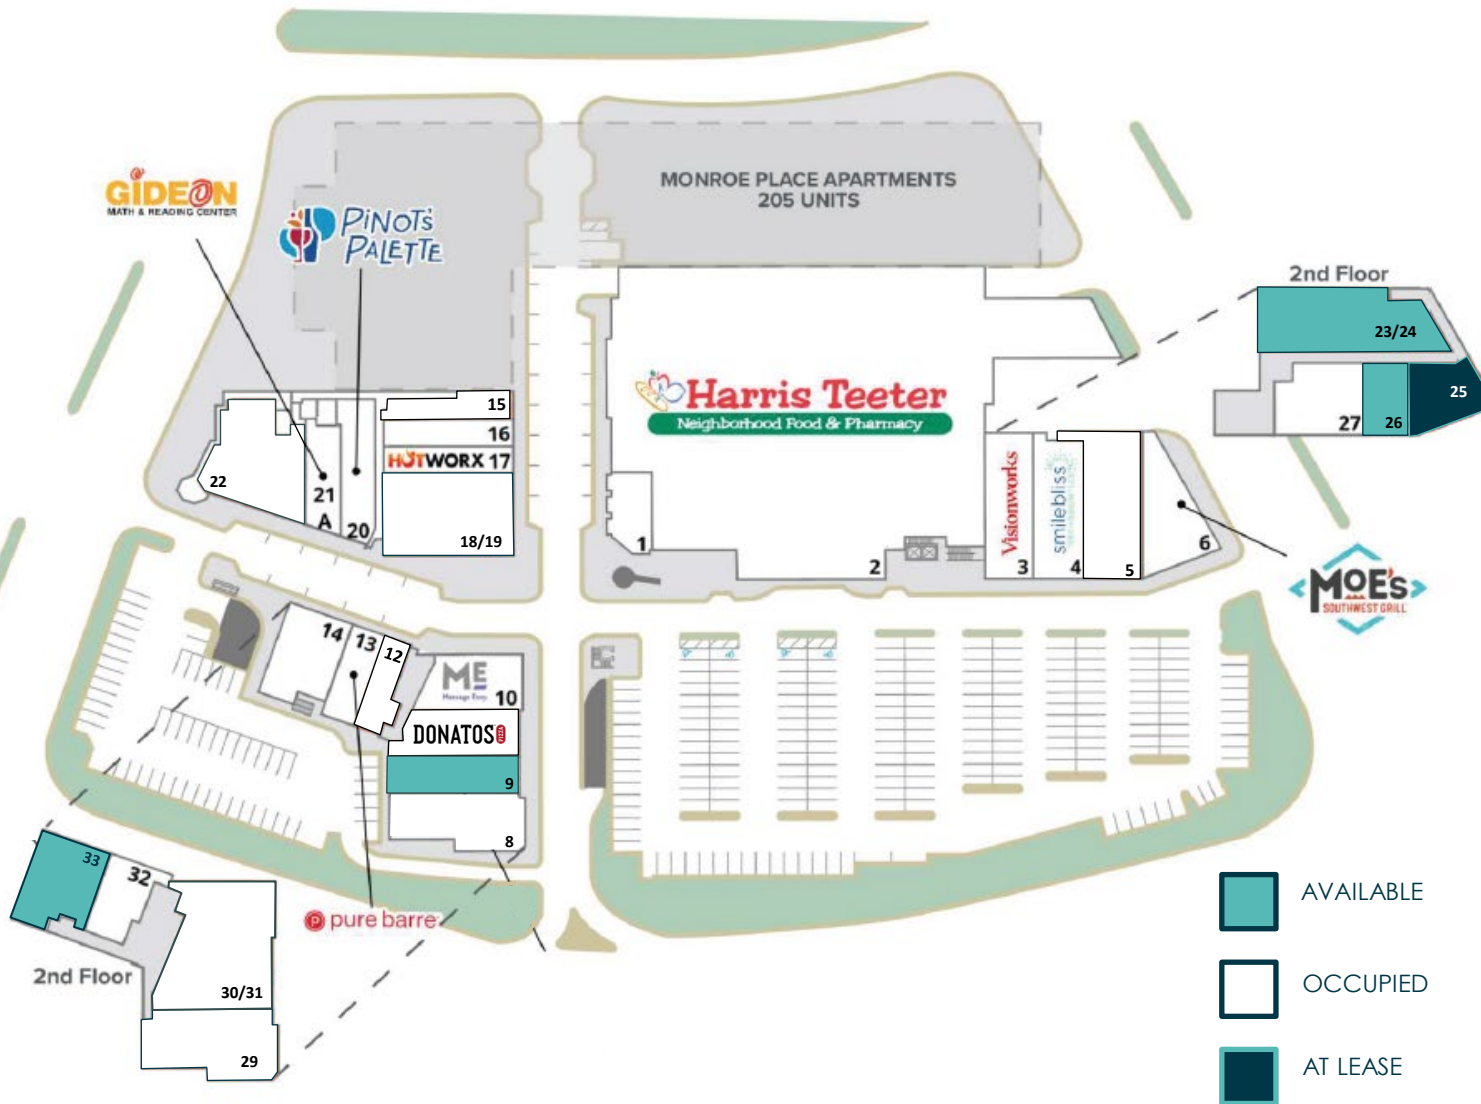 MONROE PLACE APARTMENTS
205 UNITS
GiDEON
MATH & READING CENTER
PiNOT'S
PALETTE
2nd Floor
23/24
25
26
27
Harris Teeter
Neighborhood Food & Pharmacy
15
16
HOTWORX 17
18/19
20
21
A
22
1
2
Visionworks
3
smilebliss
4
5
6
MOE's
SOUTHWEST GRILL
14
13
12
ME
10
DONATOS
PIZZA
9
8
pure barre
33
32
2nd Floor
30/31
29
AVAILABLE
OCCUPIED
AT LEASE